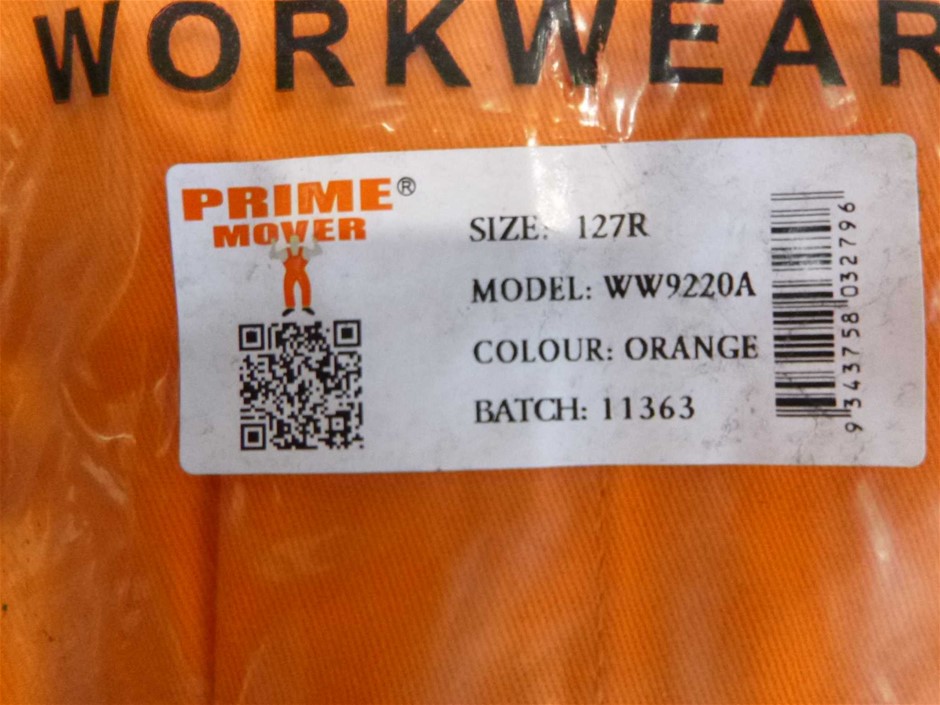 WORKWEAR
PRIME®
MOVER
SIZE: 127R
MODEL: WW9220A
COLOUR: ORANGE
BATCH: 11363
9 343758 032796